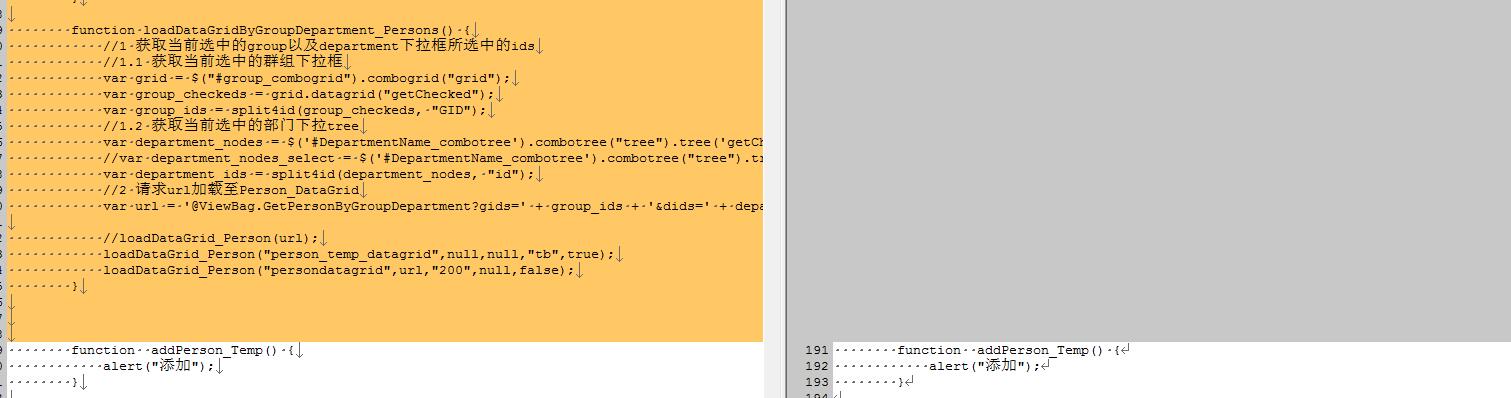 function loadDataGridByGroupDepartment_Persons() {
//1 获取当前选中的group以及department下拉框所选中的ids
//1.1 获取当前选中的群组下拉框
var grid = $("#group_combogrid").combogrid("grid");
var group_checkeds = grid.datagrid("getChecked");
var group_ids = split4id(group_checkeds, "GID");
//1.2 获取当前选中的部门下拉tree
var department_nodes = $('#DepartmentName_combotree').combotree("tree").tree('getCh
//var department_nodes_select = $('#DepartmentName_combotree').combotree("tree").tr
var department_ids = split4id(department_nodes, "id");
//2 请求url加载至Person_DataGrid
var url = '@ViewBag.GetPersonByGroupDepartment?gids=' + group_ids + '&dids=' + depa
//loadDataGrid_Person(url);
loadDataGrid_Person("person_temp_datagrid",null,null,"tb",true);
loadDataGrid_Person("persondatagrid",url,"200",null,false);
}
function  addPerson_Temp() {
alert("添加");
}
191 function  addPerson_Temp() {
192 alert("添加");
193 }